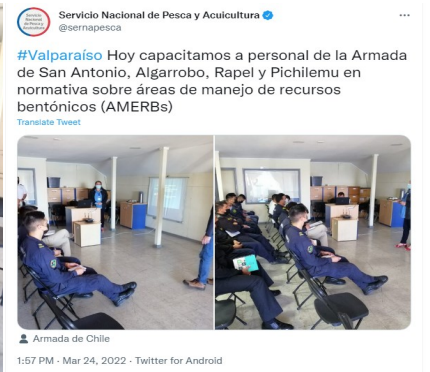 Servicio Nacional de Pesca y Acuicultura
@sernapesca
#Valparaíso Hoy capacitamos a personal de la Armada
de San Antonio, Algarrobo, Rapel y Pichilemu en
normativa sobre áreas de manejo de recursos
bentónicos (AMERBs)
Translate Tweet
Armada de Chile
1:57 PM · Mar 24, 2022 · Twitter for Android